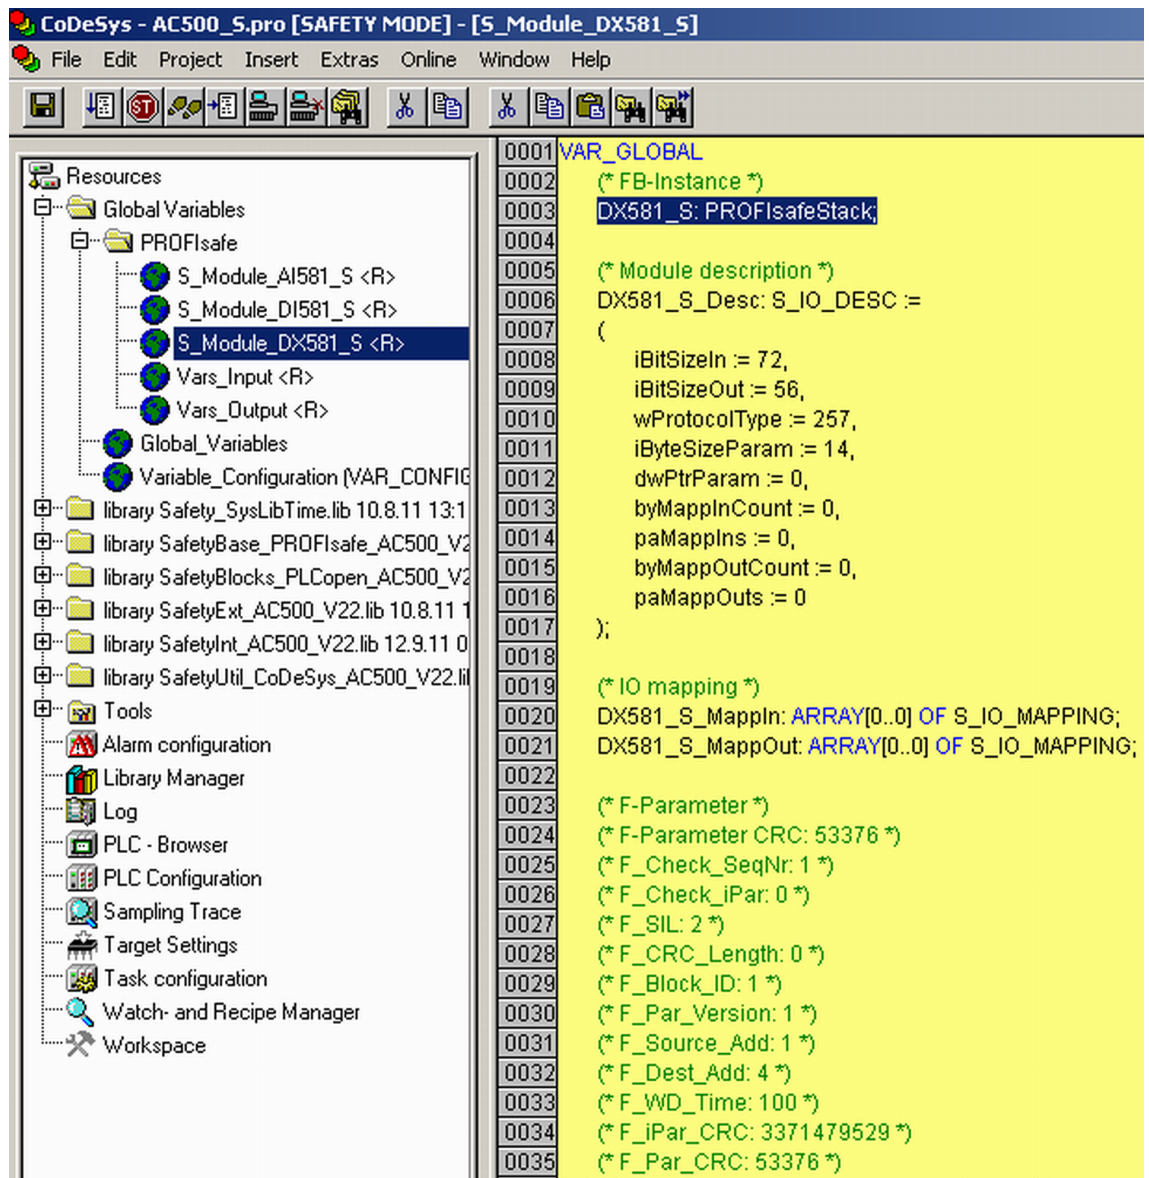 CoDeSys - AC500_S.pro [SAFETY MODE] - [S_Module_DX581_S]
File Edit Project Insert Extras Online Window Help
ST
Resources
Global Variables
PROFIsafe
S_Module_AI581_S <R>
S_Module_DI581_S <R>
S_Module_DX581_S <R>
Vars_Input <R>
Vars_Output <R>
Global_Variables
Variable_Configuration (VAR_CONFIG
library Safety_SysLibTime.lib 10.8.11 13:1
library SafetyBase_PROFIsafe_AC500_V2
library SafetyBlocks_PLCopen_AC500_V2
library SafetyExt_AC500_V22.lib 10.8.11 1
library SafetyInt_AC500_V22.lib 12.9.11 0
library SafetyUtil_CoDeSys_AC500_V22.li
Tools
Alarm configuration
Library Manager
Log
PLC - Browser
PLC Configuration
Sampling Trace
Target Settings
Task configuration
Watch- and Recipe Manager
Workspace
0001 VAR_GLOBAL
0002 (* FB-Instance *)
0003 DX581_S: PROFIsafeStack;
0004
0005 (* Module description *)
0006 DX581_S_Desc: S_IO_DESC :=
0007 (
0008 iBitSizeIn := 72,
0009 iBitSizeOut := 56,
0010 wProtocolType := 257,
0011 iByteSizeParam := 14,
0012 dwPtrParam := 0,
0013 byMappInCount := 0,
0014 paMappIns := 0,
0015 byMappOutCount := 0,
0016 paMappOuts := 0
0017 );
0018
0019 (* IO mapping *)
0020 DX581_S_MappIn: ARRAY[0..0] OF S_IO_MAPPING;
0021 DX581_S_MappOut: ARRAY[0..0] OF S_IO_MAPPING;
0022
0023 (* F-Parameter *)
0024 (* F-Parameter CRC: 53376 *)
0025 (* F_Check_SeqNr: 1 *)
0026 (* F_Check_iPar: 0 *)
0027 (* F_SIL: 2 *)
0028 (* F_CRC_Length: 0 *)
0029 (* F_Block_ID: 1 *)
0030 (* F_Par_Version: 1 *)
0031 (* F_Source_Add: 1 *)
0032 (* F_Dest_Add: 4 *)
0033 (* F_WD_Time: 100 *)
0034 (* F_iPar_CRC: 3371479529 *)
0035 (* F_Par_CRC: 53376 *)